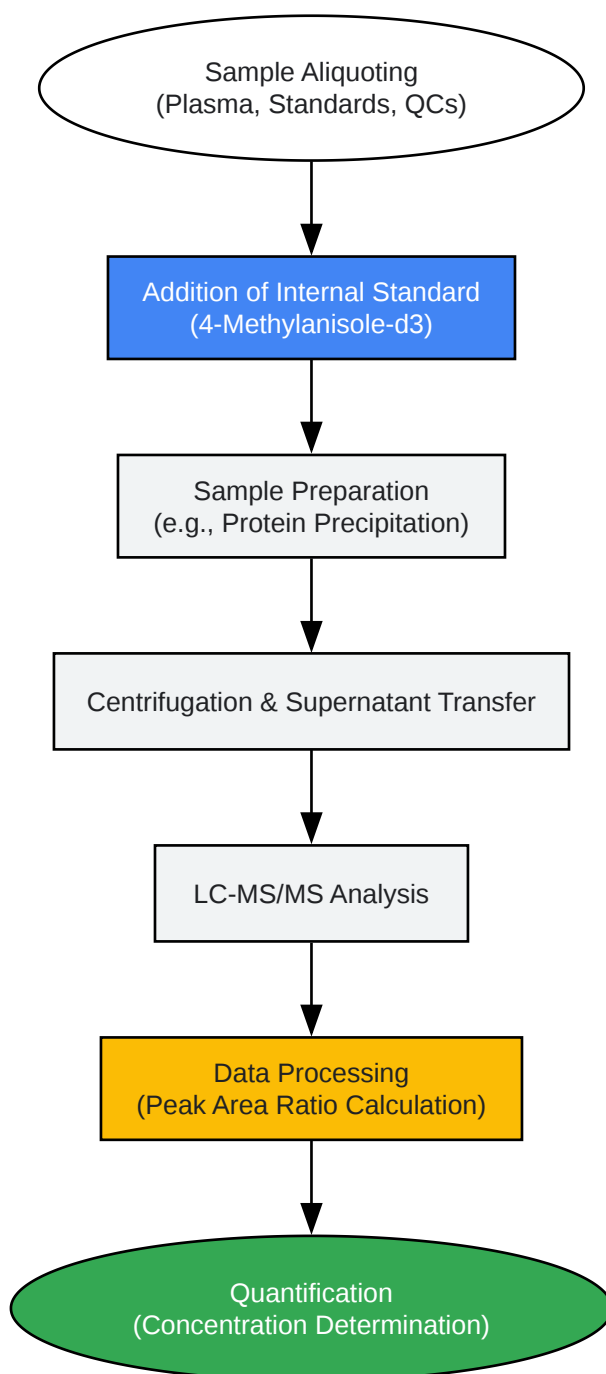 Sample Aliquoting
(Plasma, Standards, QCs)
Addition of Internal Standard
(4-Methylanisole-d3)
Sample Preparation
(e.g., Protein Precipitation)
Centrifugation & Supernatant Transfer
LC-MS/MS Analysis
Data Processing
(Peak Area Ratio Calculation)
Quantification
(Concentration Determination)